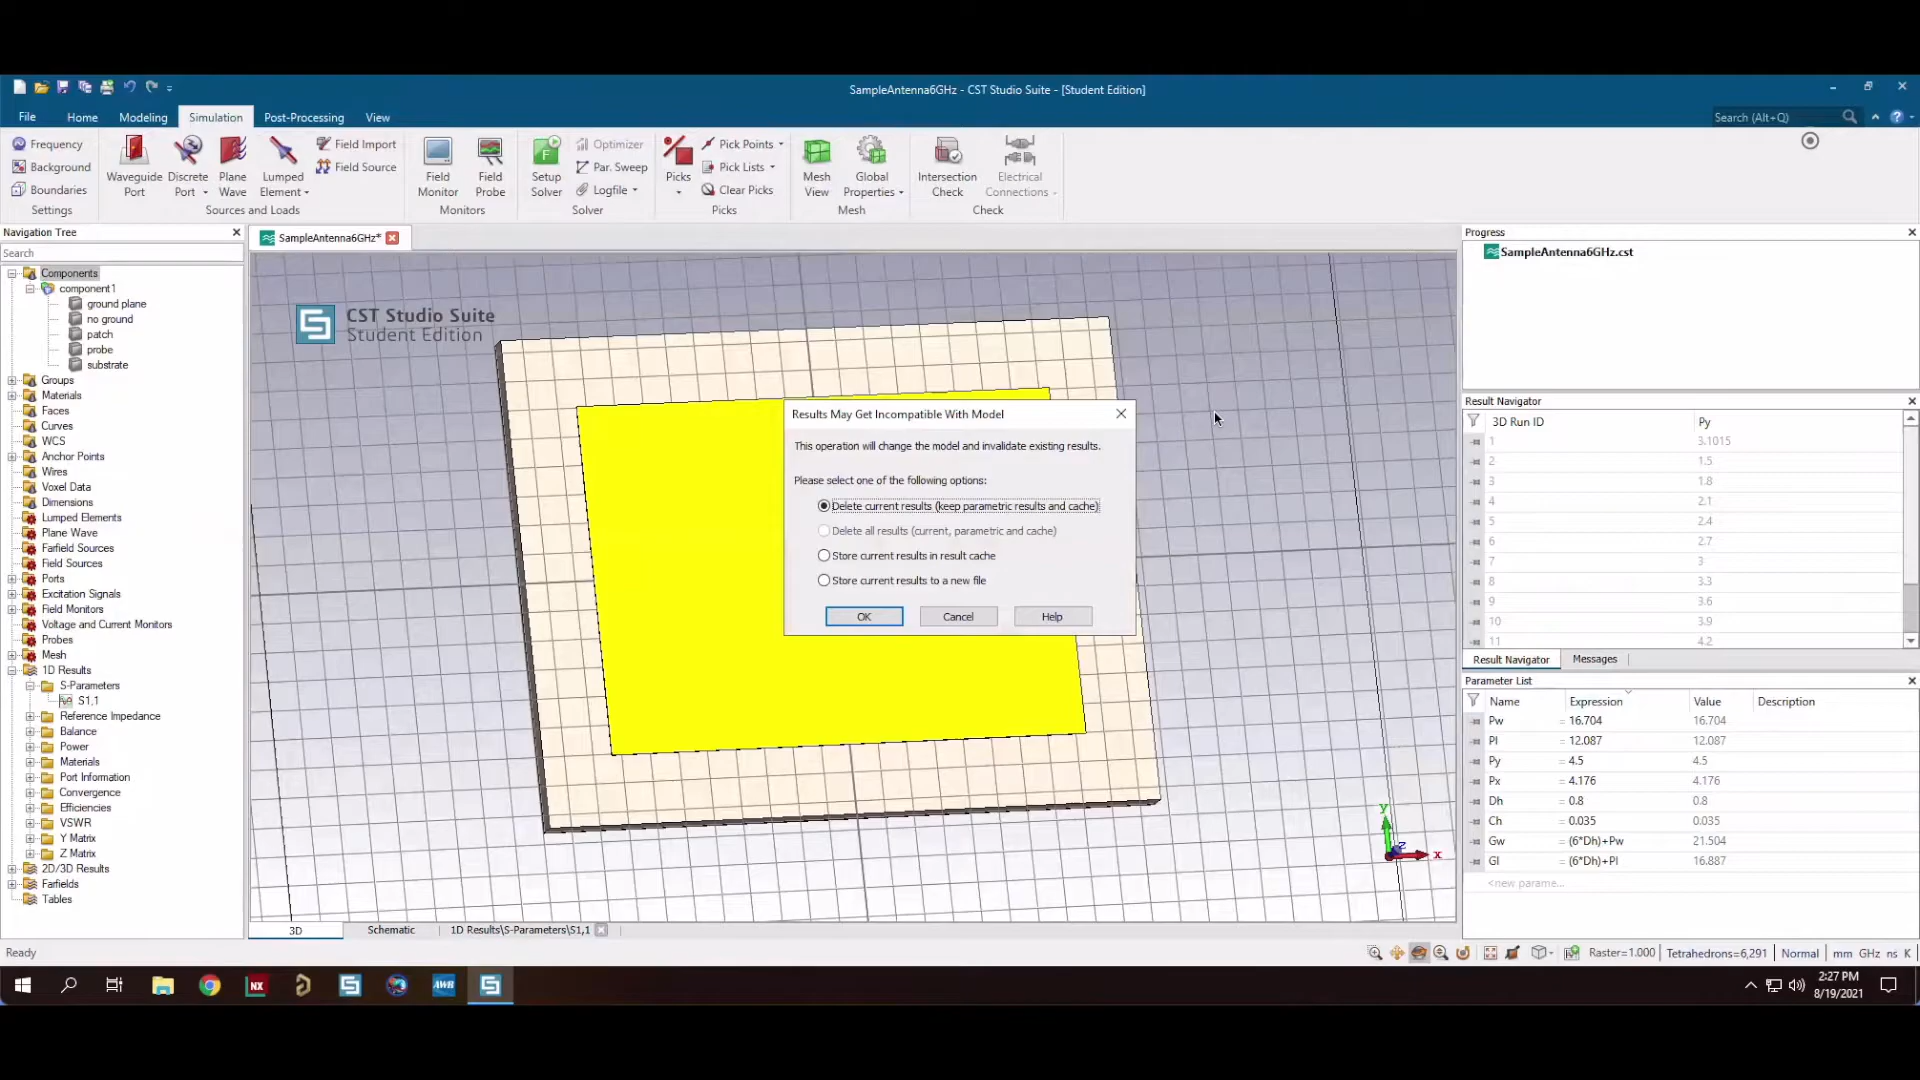 SampleAntenna6GHz - CST Studio Suite - [Student Edition]
File Home Modeling Simulation Post-Processing View
Search (Alt+Q)
Frequency
Background
Boundaries
Settings
Waveguide Port
Discrete Port
Plane Wave
Lumped Element
Field Import
Field Source
Sources and Loads
Field Monitor
Field Probe
Monitors
Setup Solver
Optimizer
Par. Sweep
Logfile
Solver
Picks
Pick Points
Pick Lists
Clear Picks
Picks
Mesh View
Global Properties
Mesh
Intersection Check
Electrical Connections
Check
Navigation Tree
Search
Components
component1
ground plane
no ground
patch
probe
substrate
Groups
Materials
Faces
Curves
WCS
Anchor Points
Wires
Voxel Data
Dimensions
Lumped Elements
Plane Wave
Farfield Sources
Field Sources
Ports
Excitation Signals
Field Monitors
Voltage and Current Monitors
Probes
Mesh
1D Results
S-Parameters
S1,1
Reference Impedance
Balance
Power
Materials
Port Information
Convergence
Efficiencies
VSWR
Y Matrix
Z Matrix
2D/3D Results
Farfields
Tables
SampleAntenna6GHz*
CST Studio Suite
Student Edition
Results May Get Incompatible With Model
This operation will change the model and invalidate existing results.
Please select one of the following options:
Delete current results (keep parametric results and cache)
Delete all results (current, parametric and cache)
Store current results in result cache
Store current results to a new file
OK Cancel Help
y
z
x
3D Schematic 1D Results\S-Parameters\S1,1
Progress
SampleAntenna6GHz.cst
Result Navigator
3D Run ID Py
1 3.1015
2 1.5
3 1.8
4 2.1
5 2.4
6 2.7
7 3
8 3.3
9 3.6
10 3.9
11 4.2
Result Navigator Messages
Parameter List
Name Expression Value Description
Pw = 16.704 16.704
Pl = 12.087 12.087
Py = 4.5 4.5
Px = 4.176 4.176
Dh = 0.8 0.8
Ch = 0.035 0.035
Gw = (6*Dh)+Pw 21.504
Gl = (6*Dh)+Pl 16.887
<new parame...
Ready
Raster=1.000 Tetrahedrons=6,291 Normal mm GHz ns K
NX
AWR
2:27 PM
8/19/2021